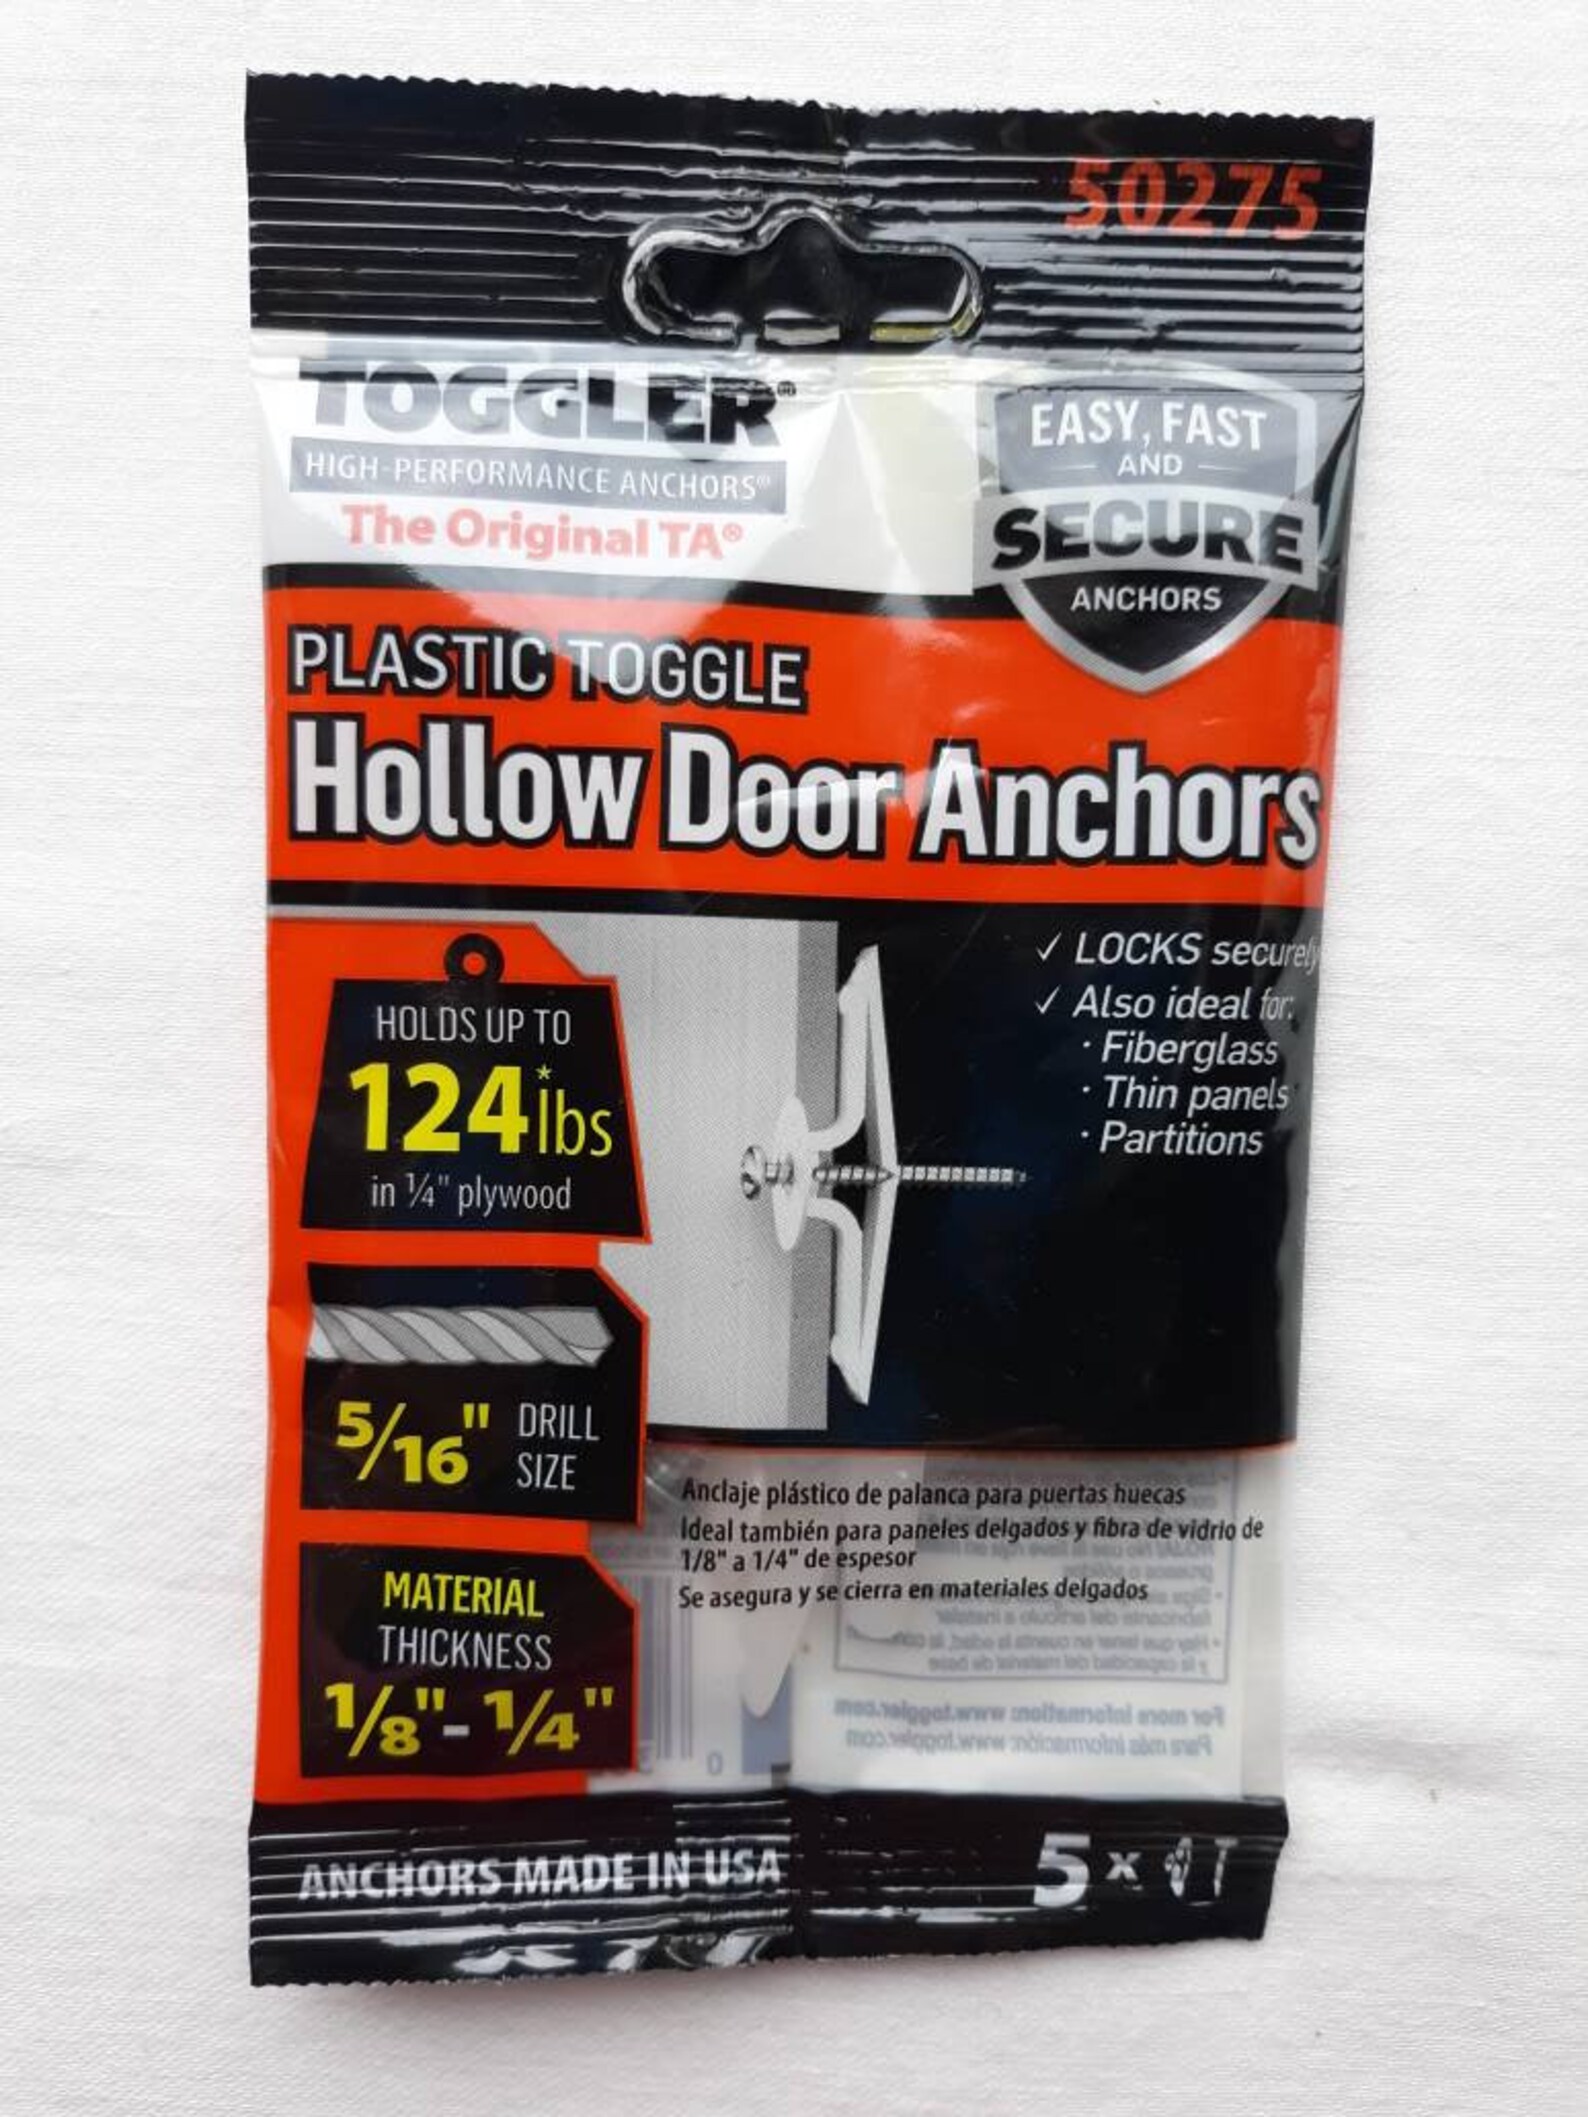 50275
TOGGLER®
HIGH-PERFORMANCE ANCHORS®
The Original TA®
EASY, FAST
AND
SECURE
ANCHORS
PLASTIC TOGGLE
Hollow Door Anchors
HOLDS UP TO
124*lbs
in 1/4" plywood
✓ LOCKS securely
✓ Also ideal for:
· Fiberglass
· Thin panels
· Partitions
5/16" DRILL
SIZE
MATERIAL
THICKNESS
1/8"- 1/4"
Anclaje plástico de palanca para puertas huecas
Ideal también para paneles delgados y fibra de vidrio de
1/8" a 1/4" de espesor
Se asegura y se cierra en materiales delgados
For more information: www.toggler.com
Para más información: www.toggler.com
ANCHORS MADE IN USA
5 x